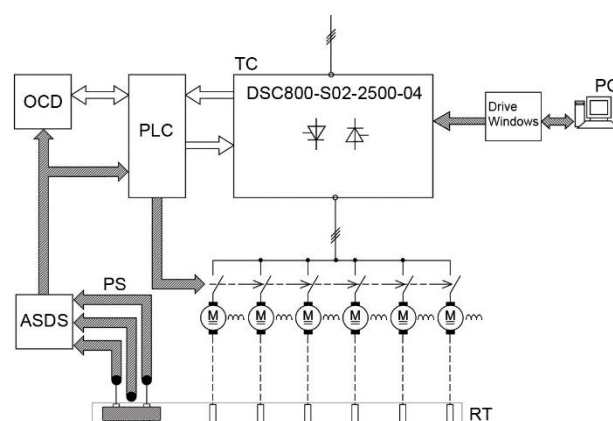 TC
PC
OCD
PLC
DSC800-S02-2500-04
Drive
Windows
PS
ASDS
M
M
M
M
M
M
RT